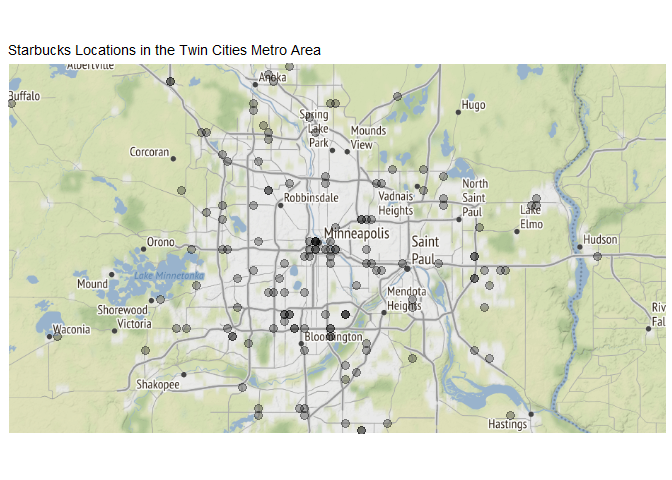 Starbucks Locations in the Twin Cities Metro Area
Albertville
Anoka
Buffalo
Hugo
Spring
Lake
Park
Mounds
View
Corcoran
Vadnais
Heights
North
Saint
Paul
Robbinsdale
Lake
Elmo
Minneapolis
Orono
Saint
Paul
Hudson
Lake Minnetonka
Mound
Mendota
Heights
Shorewood
Victoria
Riv
Fal
Waconia
Bloomington
Shakopee
Hastings